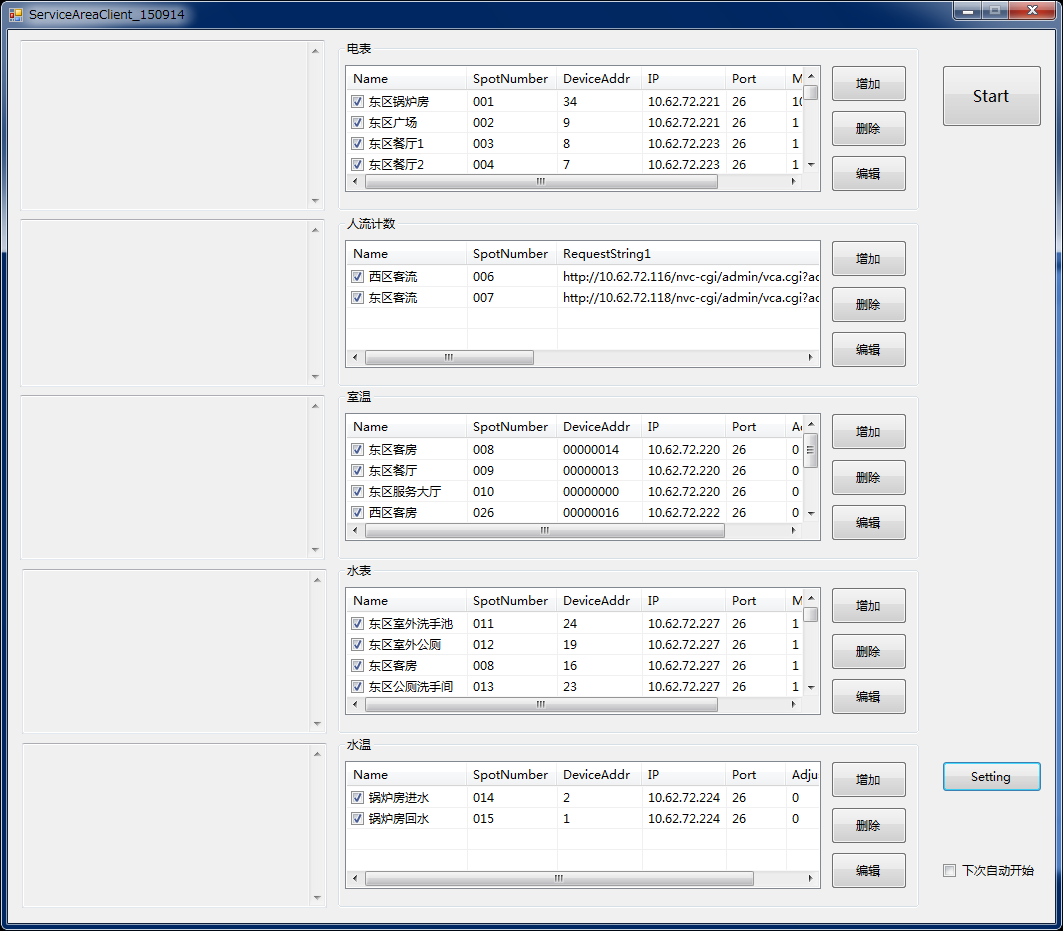 ServiceAreaClient_150914
电表
Name SpotNumber DeviceAddr IP Port M
东区锅炉房 001 34 10.62.72.221 26 10
东区广场 002 9 10.62.72.221 26 1
东区餐厅1 003 8 10.62.72.223 26 1
东区餐厅2 004 7 10.62.72.223 26 1
增加
删除
编辑
Start
人流计数
Name SpotNumber RequestString1
西区客流 006 http://10.62.72.116/nvc-cgi/admin/vca.cgi?ac
东区客流 007 http://10.62.72.118/nvc-cgi/admin/vca.cgi?ac
增加
删除
编辑
室温
Name SpotNumber DeviceAddr IP Port A
东区客房 008 00000014 10.62.72.220 26 0
东区餐厅 009 00000013 10.62.72.220 26 0
东区服务大厅 010 00000000 10.62.72.220 26 0
西区客房 026 00000016 10.62.72.222 26 0
增加
删除
编辑
水表
Name SpotNumber DeviceAddr IP Port M
东区室外洗手池 011 24 10.62.72.227 26 1
东区室外公厕 012 19 10.62.72.227 26 1
东区客房 008 16 10.62.72.227 26 1
东区公厕洗手间 013 23 10.62.72.227 26 1
增加
删除
编辑
水温
Name SpotNumber DeviceAddr IP Port Adju
锅炉房进水 014 2 10.62.72.224 26 0
锅炉房回水 015 1 10.62.72.224 26 0
增加
删除
编辑
Setting
下次自动开始